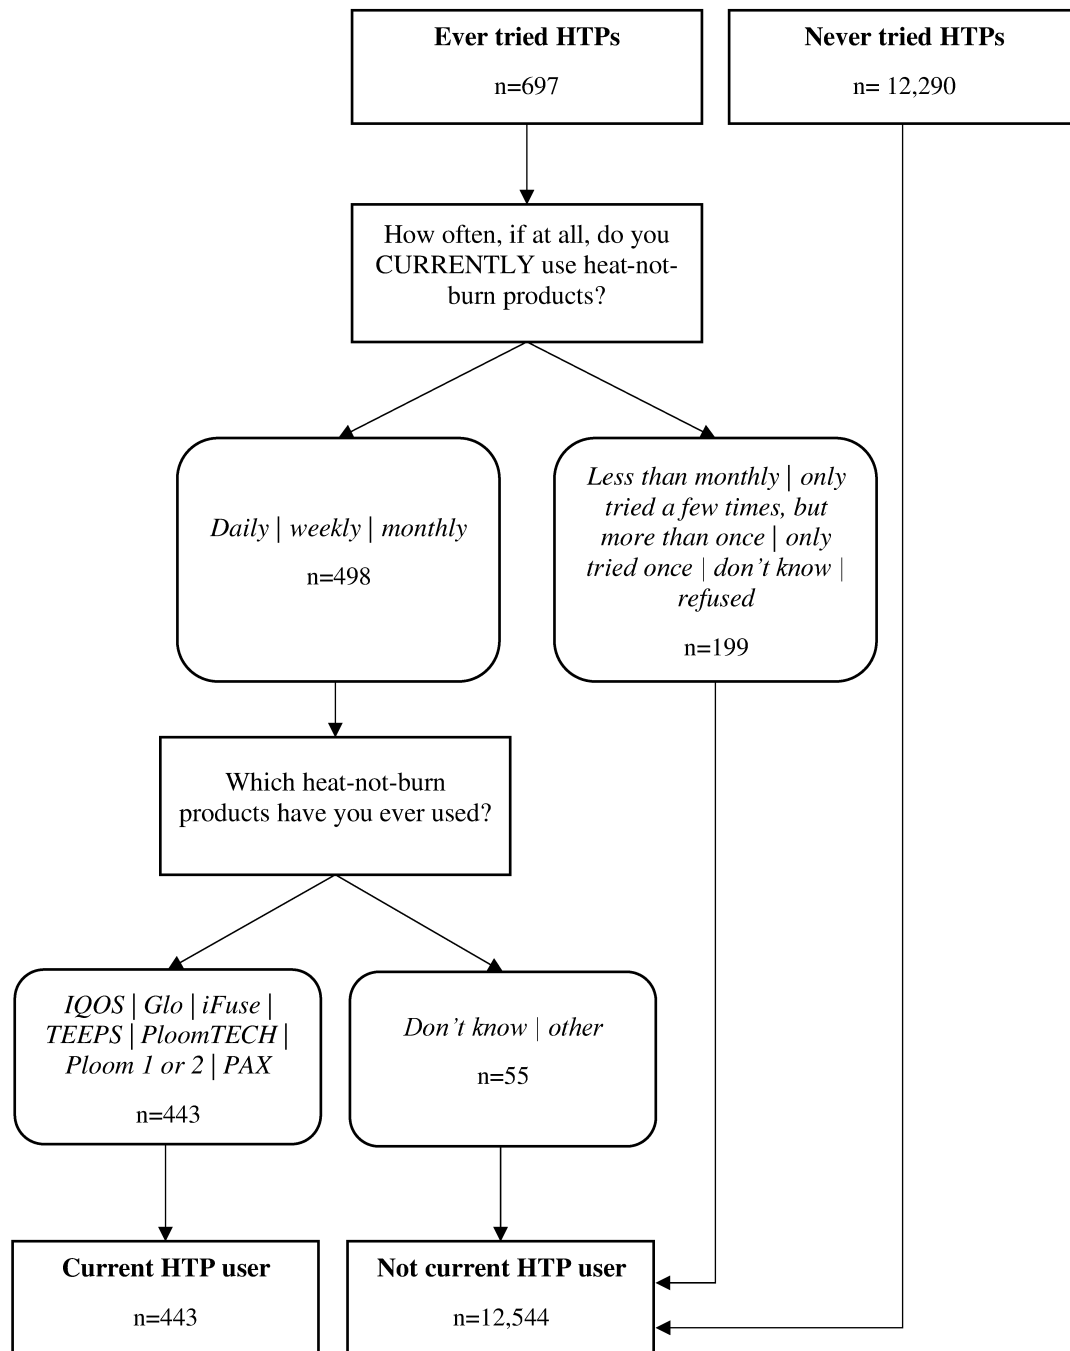 Ever tried HTPs
n=697
Never tried HTPs
n= 12,290
How often, if at all, do you
CURRENTLY use heat-not-
burn products?
Daily | weekly | monthly
n=498
Less than monthly | only
tried a few times, but
more than once | only
tried once | don’t know |
refused
n=199
Which heat-not-burn
products have you ever used?
IQOS | Glo | iFuse |
TEEPS | PloomTECH |
Ploom 1 or 2 | PAX
n=443
Don’t know | other
n=55
Current HTP user
n=443
Not current HTP user
n=12,544